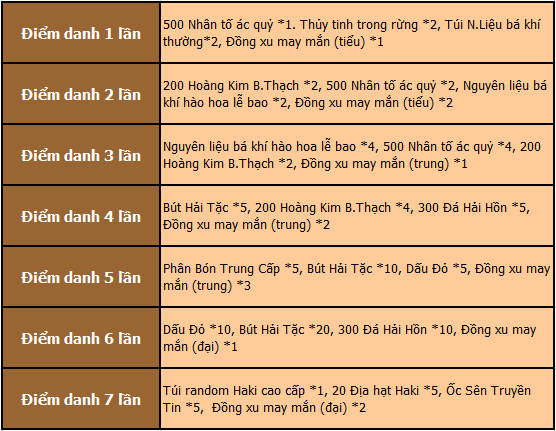 Điểm danh 1 lần
500 Nhân tố ác quỷ *1. Thủy tinh trong rừng *2, Túi N.Liệu bá khí
thường*2, Đồng xu may mắn (tiểu) *1
Điểm danh 2 lần
200 Hoàng Kim B.Thạch *2, 500 Nhân tố ác quỷ *2, Nguyên liệu bá
khí hào hoa lễ bao *2, Đồng xu may mắn (tiểu) *2
Điểm danh 3 lần
Nguyên liệu bá khí hào hoa lễ bao *4, 500 Nhân tố ác quỷ *4, 200
Hoàng Kim B.Thạch *2, Đồng xu may mắn (trung) *1
Điểm danh 4 lần
Bút Hải Tặc *5, 200 Hoàng Kim B.Thạch *4, 300 Đá Hải Hồn *5,
Đồng xu may mắn (trung) *2
Điểm danh 5 lần
Phân Bón Trung Cấp *5, Bút Hải Tặc *10, Dấu Đỏ *5, Đồng xu may
mắn (trung) *3
Điểm danh 6 lần
Dấu Đỏ *10, Bút Hải Tặc *20, 300 Đá Hải Hồn *10, Đồng xu may
mắn (đại) *1
Điểm danh 7 lần
Túi random Haki cao cấp *1, 20 Địa hạt Haki *5, Ốc Sên Truyền
Tin *5,  Đồng xu may mắn (đại) *2